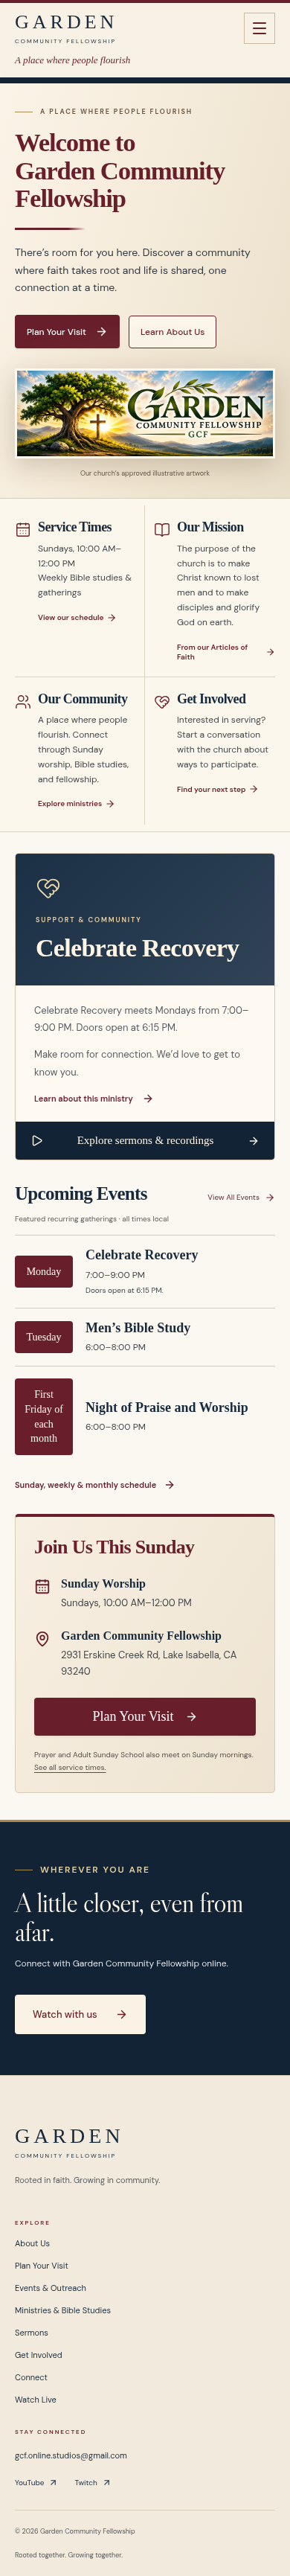 GARDEN
COMMUNITY FELLOWSHIP
A place where people flourish
A PLACE WHERE PEOPLE FLOURISH
Welcome to
Garden Community
Fellowship
There's room for you here. Discover a community
where faith takes root and life is shared, one
connection at a time.
Plan Your Visit
Learn About Us
GARDEN
COMMUNITY FELLOWSHIP
GCF
Our church's approved illustrative artwork
Service Times
Sundays, 10:00 AM–
12:00 PM
Weekly Bible studies &
gatherings
View our schedule
Our Mission
The purpose of the
church is to make
Christ known to lost
men and to make
disciples and glorify
God on earth.
From our Articles of
Faith
Our Community
A place where people
flourish. Connect
through Sunday
worship, Bible studies,
and fellowship.
Explore ministries
Get Involved
Interested in serving?
Start a conversation
with the church about
ways to participate.
Find your next step
SUPPORT & COMMUNITY
Celebrate Recovery
Celebrate Recovery meets Mondays from 7:00–
9:00 PM. Doors open at 6:15 PM.
Make room for connection. We'd love to get to
know you.
Learn about this ministry
Explore sermons & recordings
Upcoming Events
View All Events
Featured recurring gatherings · all times local
Monday
Celebrate Recovery
7:00–9:00 PM
Doors open at 6:15 PM.
Tuesday
Men's Bible Study
6:00–8:00 PM
First
Friday of
each
month
Night of Praise and Worship
6:00–8:00 PM
Sunday, weekly & monthly schedule
Join Us This Sunday
Sunday Worship
Sundays, 10:00 AM–12:00 PM
Garden Community Fellowship
2931 Erskine Creek Rd, Lake Isabella, CA
93240
Plan Your Visit
Prayer and Adult Sunday School also meet on Sunday mornings.
See all service times.
WHEREVER YOU ARE
A little closer, even from
afar.
Connect with Garden Community Fellowship online.
Watch with us
GARDEN
COMMUNITY FELLOWSHIP
Rooted in faith. Growing in community.
EXPLORE
About Us
Plan Your Visit
Events & Outreach
Ministries & Bible Studies
Sermons
Get Involved
Connect
Watch Live
STAY CONNECTED
gcf.online.studios@gmail.com
YouTube
Twitch
© 2026 Garden Community Fellowship
Rooted together. Growing together.